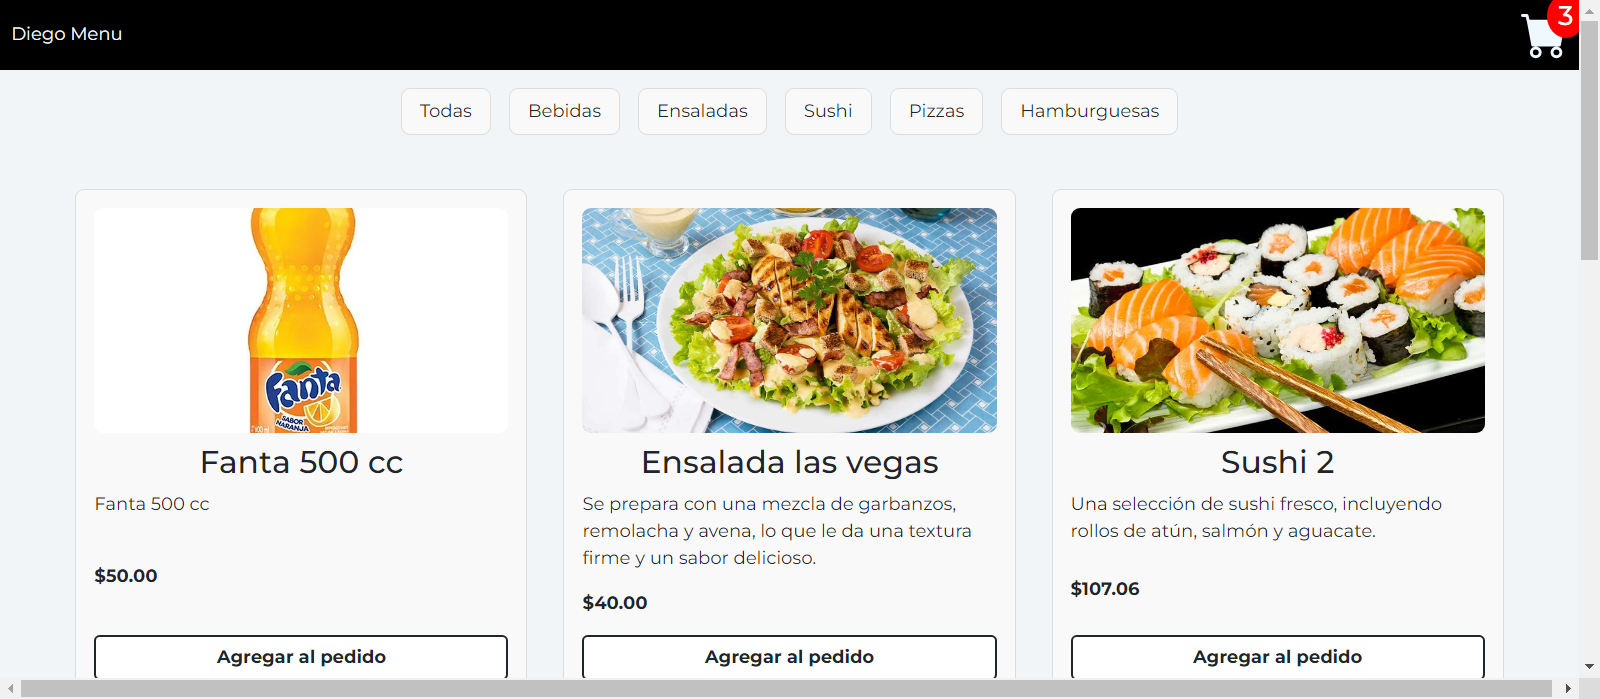 Diego Menu
3
Todas
Bebidas
Ensaladas
Sushi
Pizzas
Hamburguesas
Fanta
SABOR
NARANJA
Fanta 500 cc
Fanta 500 cc
$50.00
Agregar al pedido
Ensalada las vegas
Se prepara con una mezcla de garbanzos,
remolacha y avena, lo que le da una textura
firme y un sabor delicioso.
$40.00
Agregar al pedido
Sushi 2
Una selección de sushi fresco, incluyendo
rollos de atún, salmón y aguacate.
$107.06
Agregar al pedido